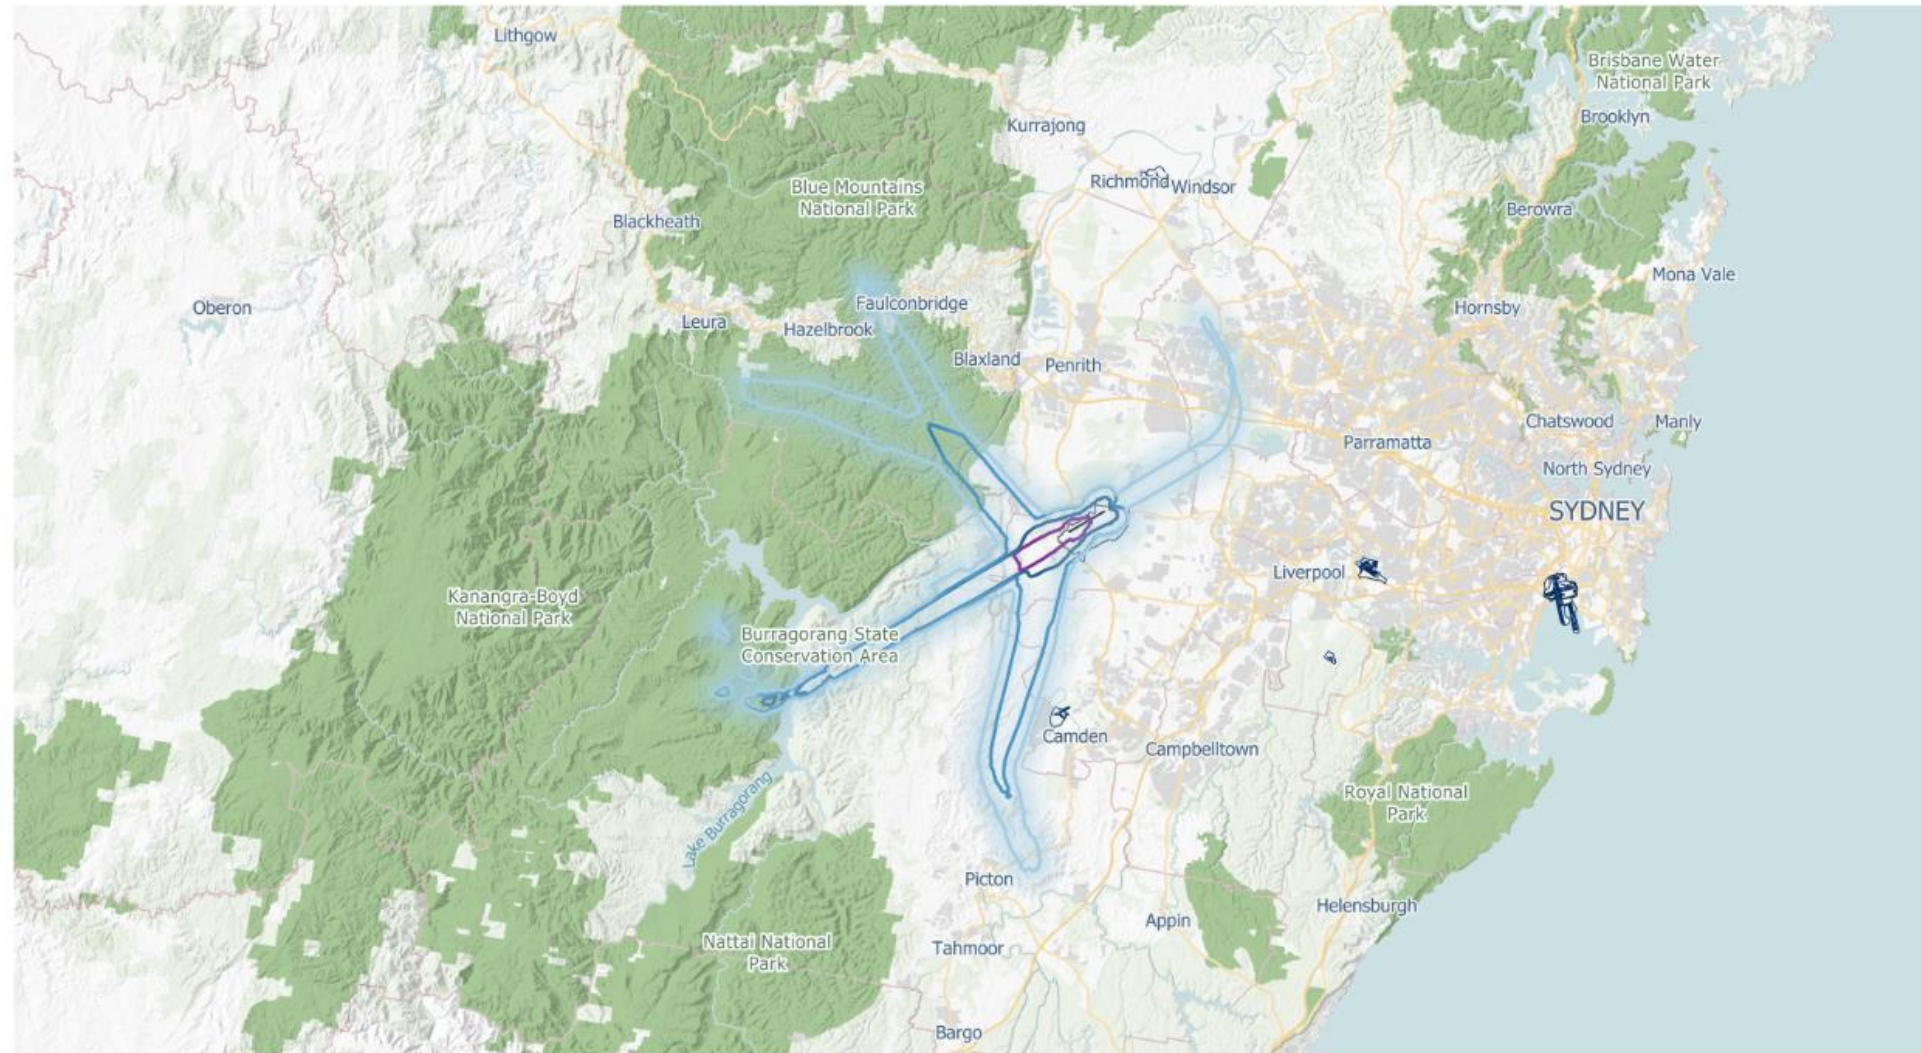 Lithgow
Brisbane Water
National Park
Brooklyn
Kurrajong
Richmond
Windsor
Blue Mountains
National Park
Blackheath
Berowra
Mona Vale
Oberon
Faulconbridge
Leura
Hazelbrook
Hornsby
Blaxland
Penrith
Chatswood
Manly
Parramatta
North Sydney
SYDNEY
Liverpool
Kanangra-Boyd
National Park
Burragorang State
Conservation Area
Camden
Campbelltown
Royal National
Park
Lake Burragorang
Picton
Helensburgh
Appin
Nattai National
Park
Tahmoor
Bargo